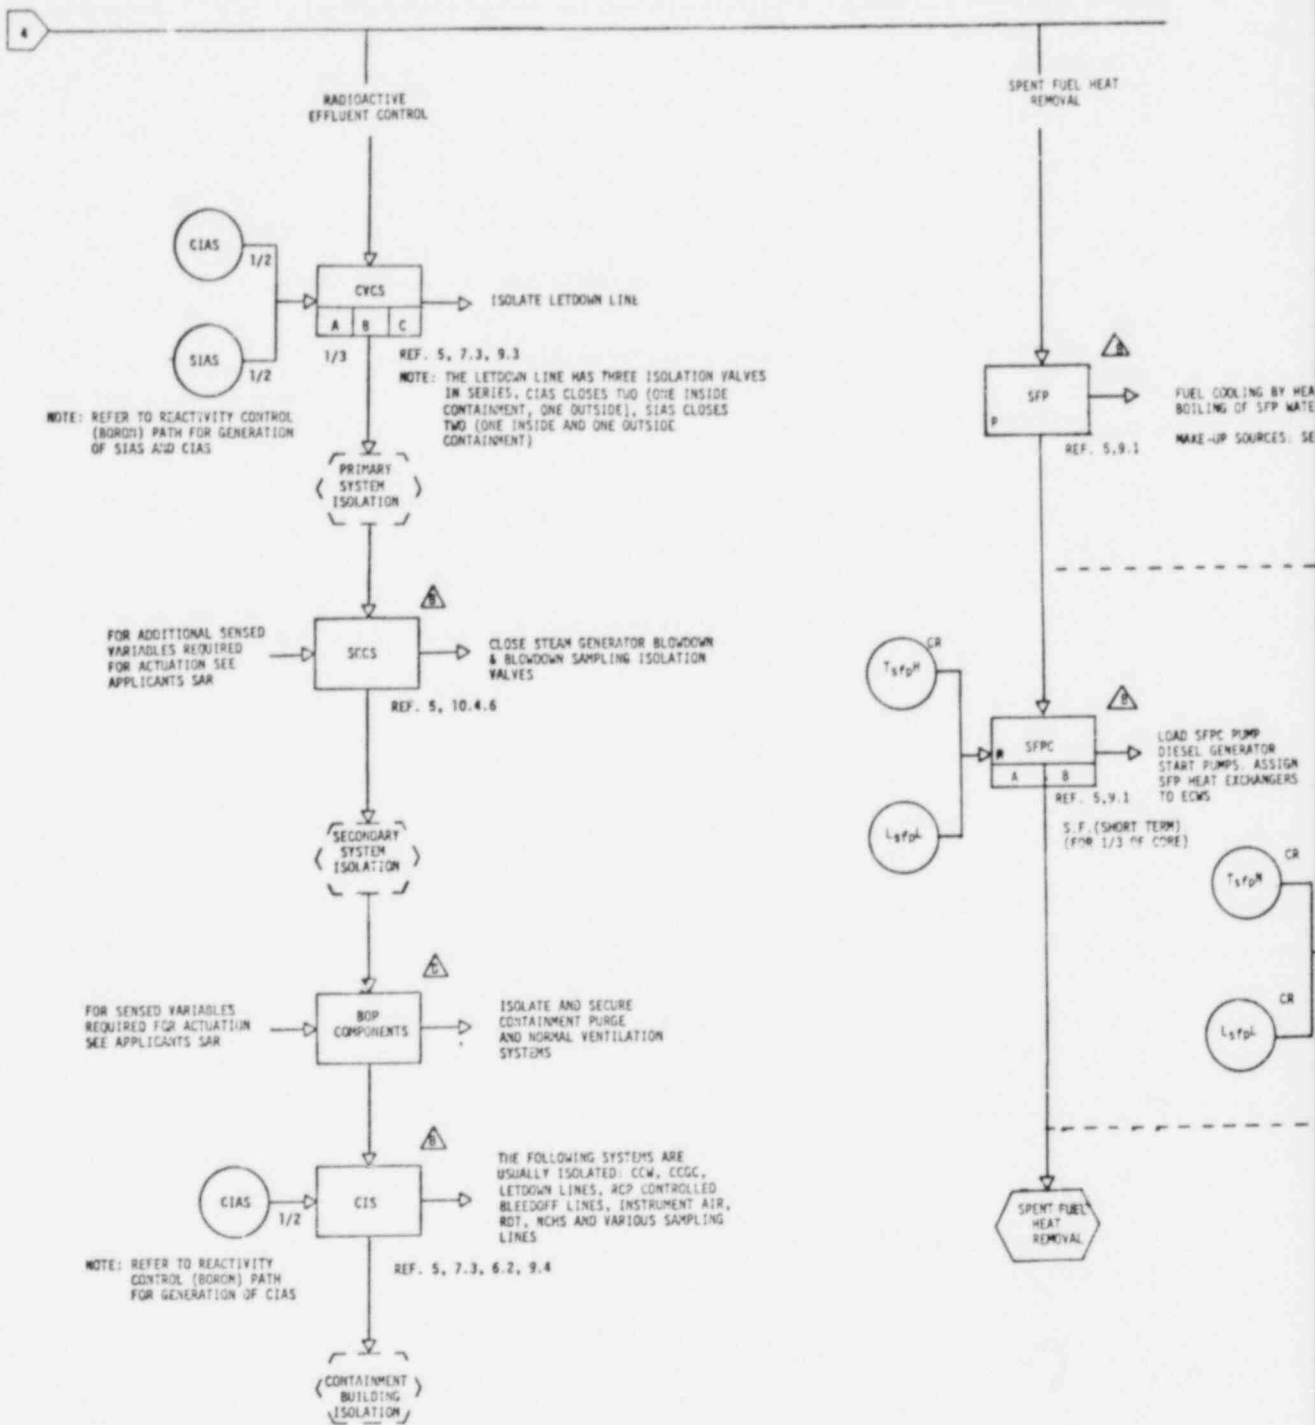 4
RADIOACTIVE
EFFLUENT CONTROL
CIAS
1/2
SIAS
1/2
NOTE: REFER TO REACTIVITY CONTROL
(BORON) PATH FOR GENERATION
OF SIAS AND CIAS
CVCS
A B C
1/3
ISOLATE LETDOWN LINE
REF. 5, 7.3, 9.3
NOTE: THE LETDOWN LINE HAS THREE ISOLATION VALVES
IN SERIES, CIAS CLOSES TWO (ONE INSIDE
CONTAINMENT, ONE OUTSIDE), SIAS CLOSES
TWO (ONE INSIDE AND ONE OUTSIDE
CONTAINMENT)
PRIMARY
SYSTEM
ISOLATION
FOR ADDITIONAL SENSED
VARIABLES REQUIRED
FOR ACTUATION SEE
APPLICANTS SAR
SCCS
CLOSE STEAM GENERATOR BLOWDOWN
& BLOWDOWN SAMPLING ISOLATION
VALVES
REF. 5, 10.4.6
SECONDARY
SYSTEM
ISOLATION
FOR SENSED VARIABLES
REQUIRED FOR ACTUATION
SEE APPLICANTS SAR
BOP
COMPONENTS
ISOLATE AND SECURE
CONTAINMENT PURGE
AND NORMAL VENTILATION
SYSTEMS
CIAS
1/2
NOTE: REFER TO REACTIVITY
CONTROL (BORON) PATH
FOR GENERATION OF CIAS
CIS
THE FOLLOWING SYSTEMS ARE
USUALLY ISOLATED: CCW, CCGC,
LETDOWN LINES, RCP CONTROLLED
BLEEDOFF LINES, INSTRUMENT AIR,
RDT, NCHS AND VARIOUS SAMPLING
LINES
REF. 5, 7.3, 6.2, 9.4
CONTAINMENT
BUILDING
ISOLATION
SPENT FUEL HEAT
REMOVAL
SFP
P
FUEL COOLING BY HEA
BOILING OF SFP WATE
MAKE-UP SOURCES: SE
REF. 5,9.1
TsfpH
CR
LsfpL
SFPC
A B
LOAD SFPC PUMP
DIESEL GENERATOR
START PUMPS, ASSIGN
SFP HEAT EXCHANGERS
TO ECWS
REF. 5,9.1
S.F.(SHORT TERM)
(FOR 1/3 OF CORE)
CR
TsfpH
CR
LsfpL
SPENT FUEL
HEAT
REMOVAL